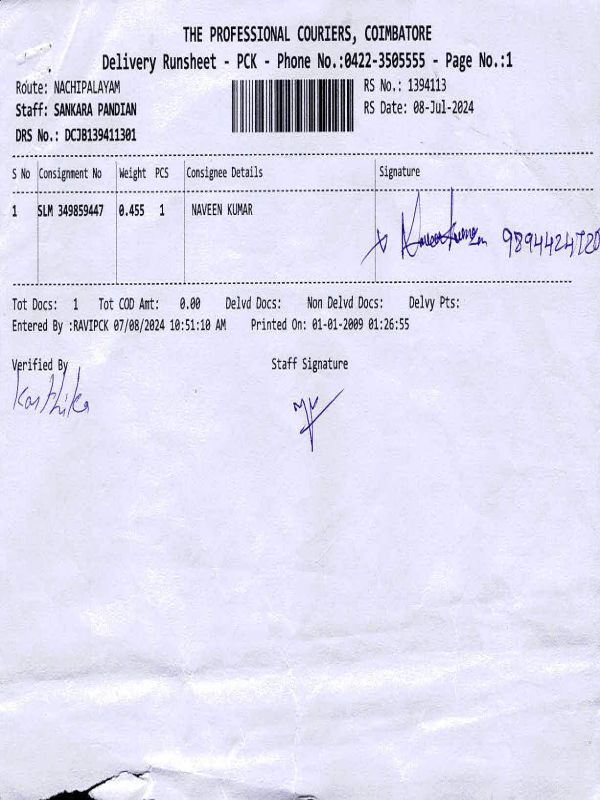 THE PROFESSIONAL COURIERS, COIMBATORE
Delivery Runsheet - PCK - Phone No.:0422-3505555 - Page No.:1
Route: NACHIPALAYAM RS No.: 1394113
Staff: SANKARA PANDIAN RS Date: 08-Jul-2024
DRS No.: DCJB139411301
S No Consignment No Weight PCS Consignee Details Signature
1 SLM 349859447 0.455 1 NAVEEN KUMAR
Tot Docs: 1 Tot COD Amt: 0.00 Delvd Docs: Non Delvd Docs: Delvy Pts:
Entered By :RAVIPCK 07/08/2024 10:51:10 AM Printed On: 01-01-2009 01:26:55
Verified By Staff Signature
Karthika